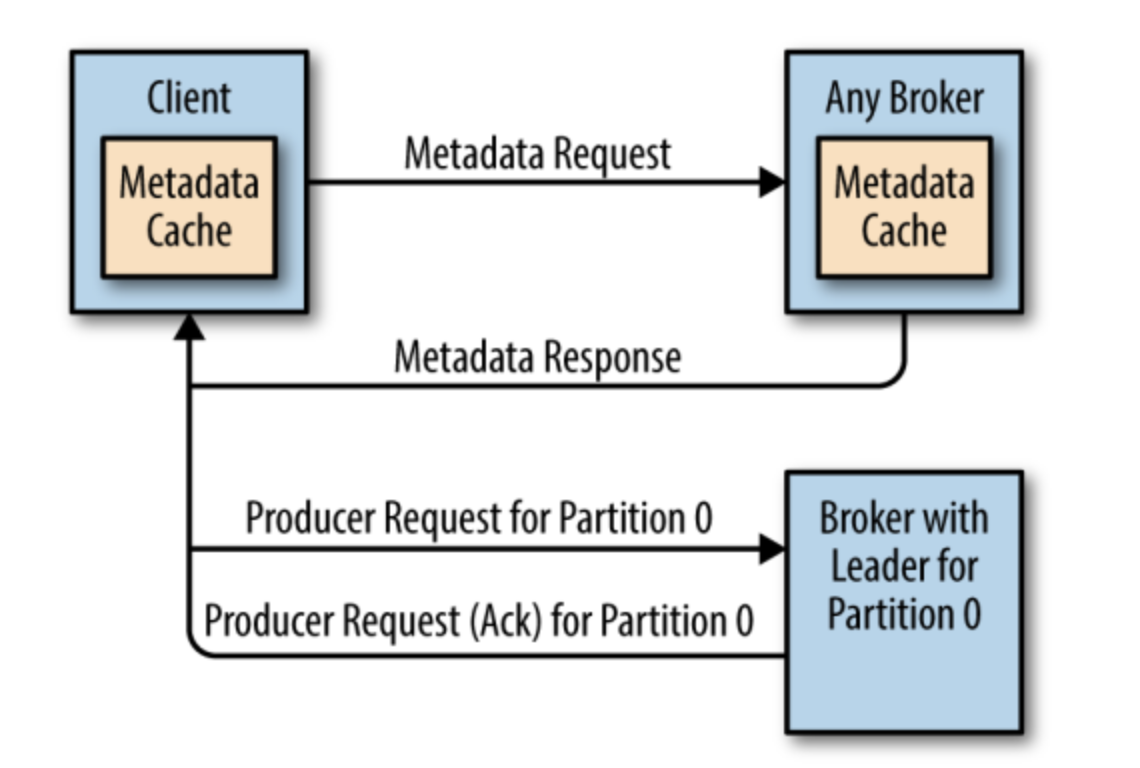 Client
Metadata
Cache
Metadata Request
Any Broker
Metadata
Cache
Metadata Response
Producer Request for Partition 0
Producer Request (Ack) for Partition 0
Broker with
Leader for
Partition 0